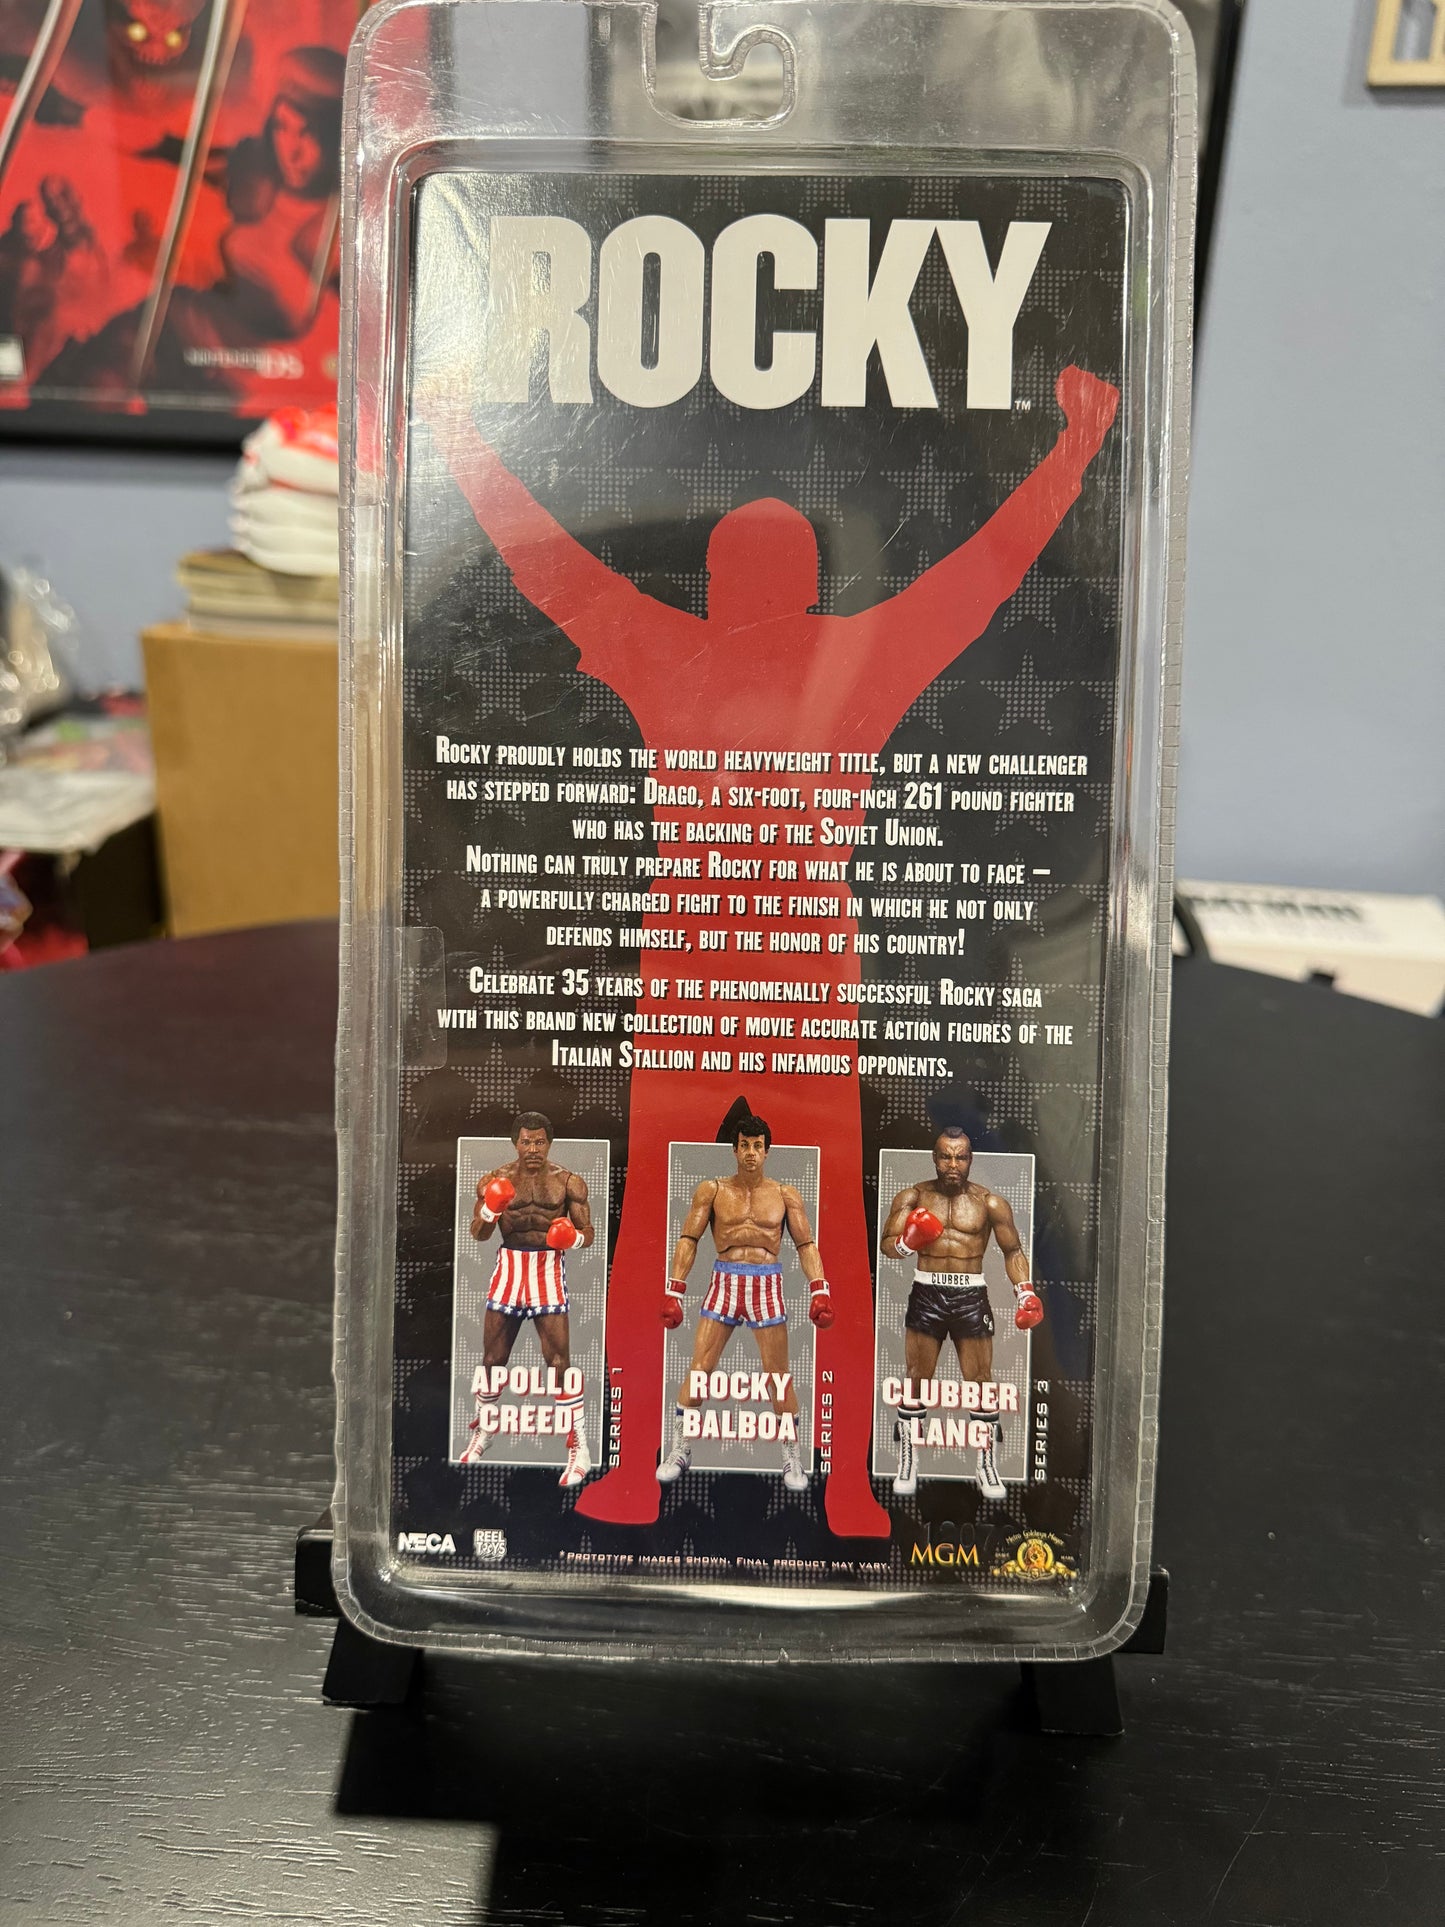 ROCKY™
Rocky proudly holds the world heavyweight title, but a new challenger
has stepped forward: Drago, a six-foot, four-inch 261 pound fighter
who has the backing of the Soviet Union.
Nothing can truly prepare Rocky for what he is about to face –
a powerfully charged fight to the finish in which he not only
defends himself, but the honor of his country!
Celebrate 35 years of the phenomenally successful Rocky saga
with this brand new collection of movie accurate action figures of the
Italian Stallion and his infamous opponents.
CLUBBER
APOLLO
CREED
SERIES 1
ROCKY
BALBOA
SERIES 2
CLUBBER
LANG
SERIES 3
NECA
REEL
TOYS
*Prototype images shown. Final product may vary.
MGM